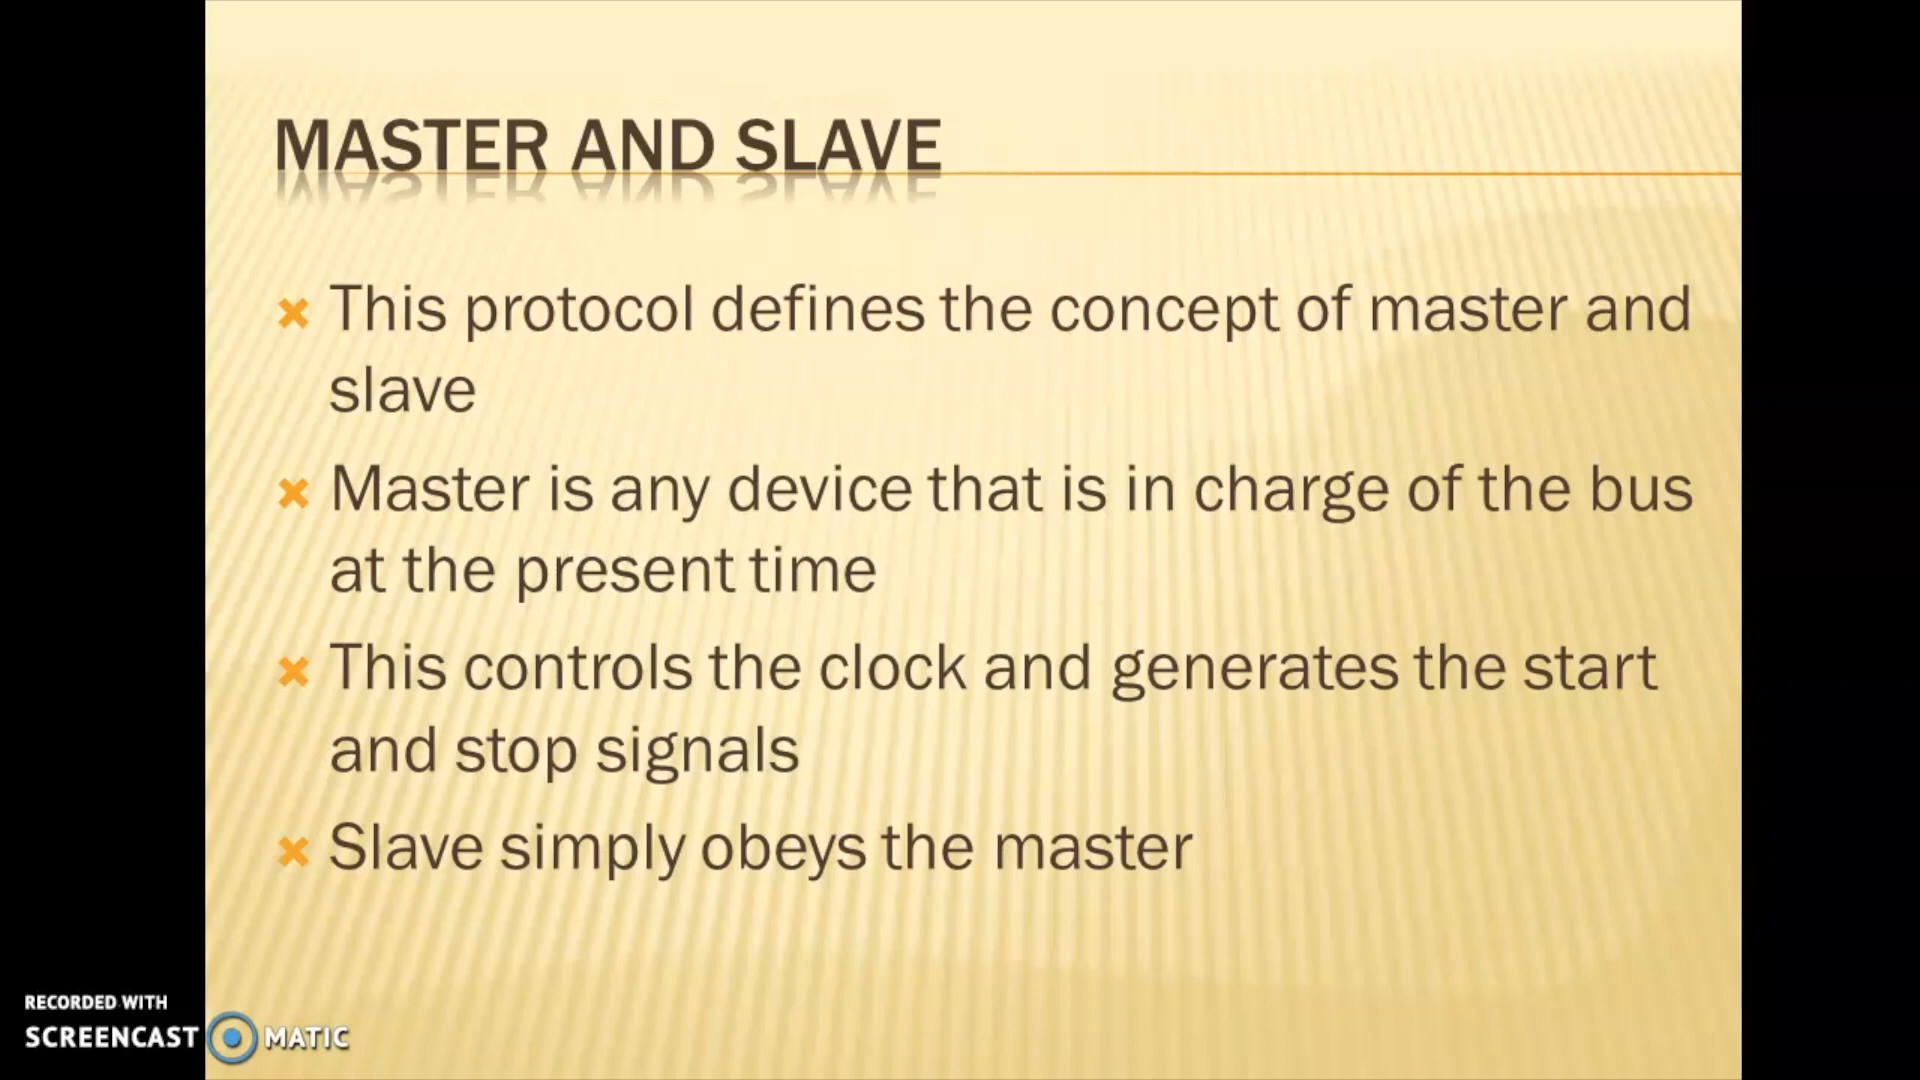 MASTER AND SLAVE
This protocol defines the concept of master and
slave
Master is any device that is in charge of the bus
at the present time
This controls the clock and generates the start
and stop signals
Slave simply obeys the master
RECORDED WITH
SCREENCAST MATIC